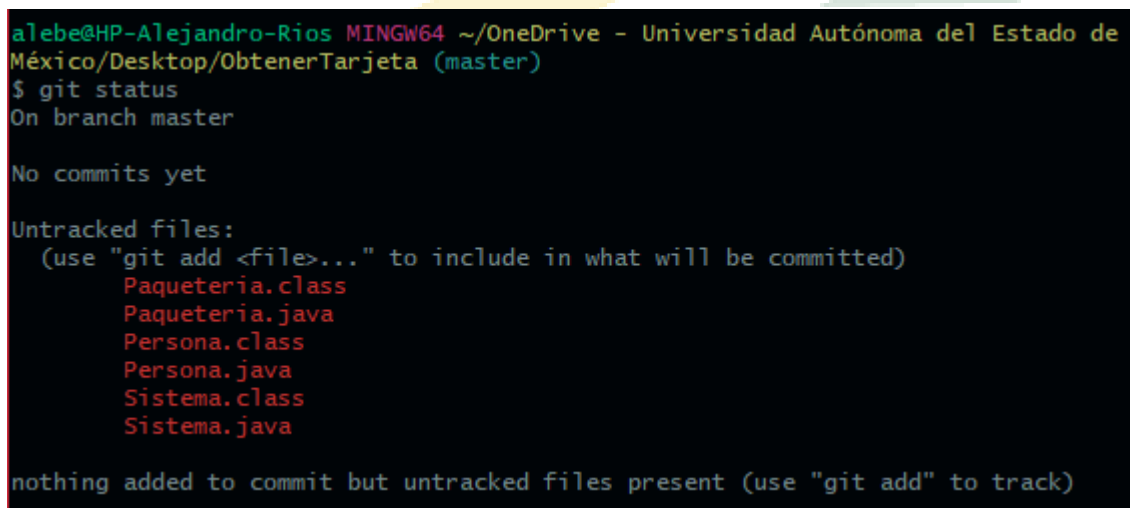 alebe@HP-Alejandro-Rios MINGW64 ~/OneDrive - Universidad Autónoma del Estado de
México/Desktop/ObtenerTarjeta (master)
$ git status
On branch master
No commits yet
Untracked files:
(use "git add <file>..." to include in what will be committed)
Paqueteria.class
Paqueteria.java
Persona.class
Persona.java
Sistema.class
Sistema.java
nothing added to commit but untracked files present (use "git add" to track)